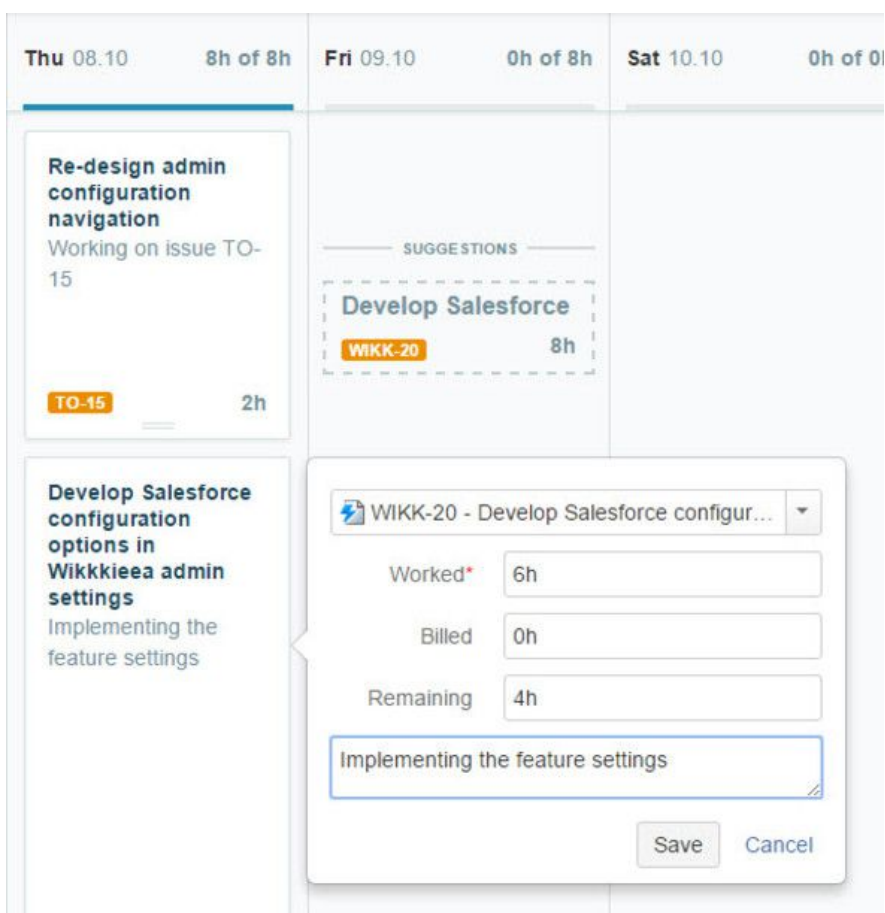 Thu 08.10 8h of 8h Fri 09.10 0h of 8h Sat 10.10 0h of 0h
Re-design admin
configuration
navigation
Working on issue TO-
15
TO-15 2h
Develop Salesforce
configuration
options in
Wikkkieea admin
settings
Implementing the
feature settings
SUGGESTIONS
Develop Salesforce
WIKK-20 8h
WIKK-20 - Develop Salesforce configur...
Worked* 6h
Billed 0h
Remaining 4h
Implementing the feature settings
Save Cancel